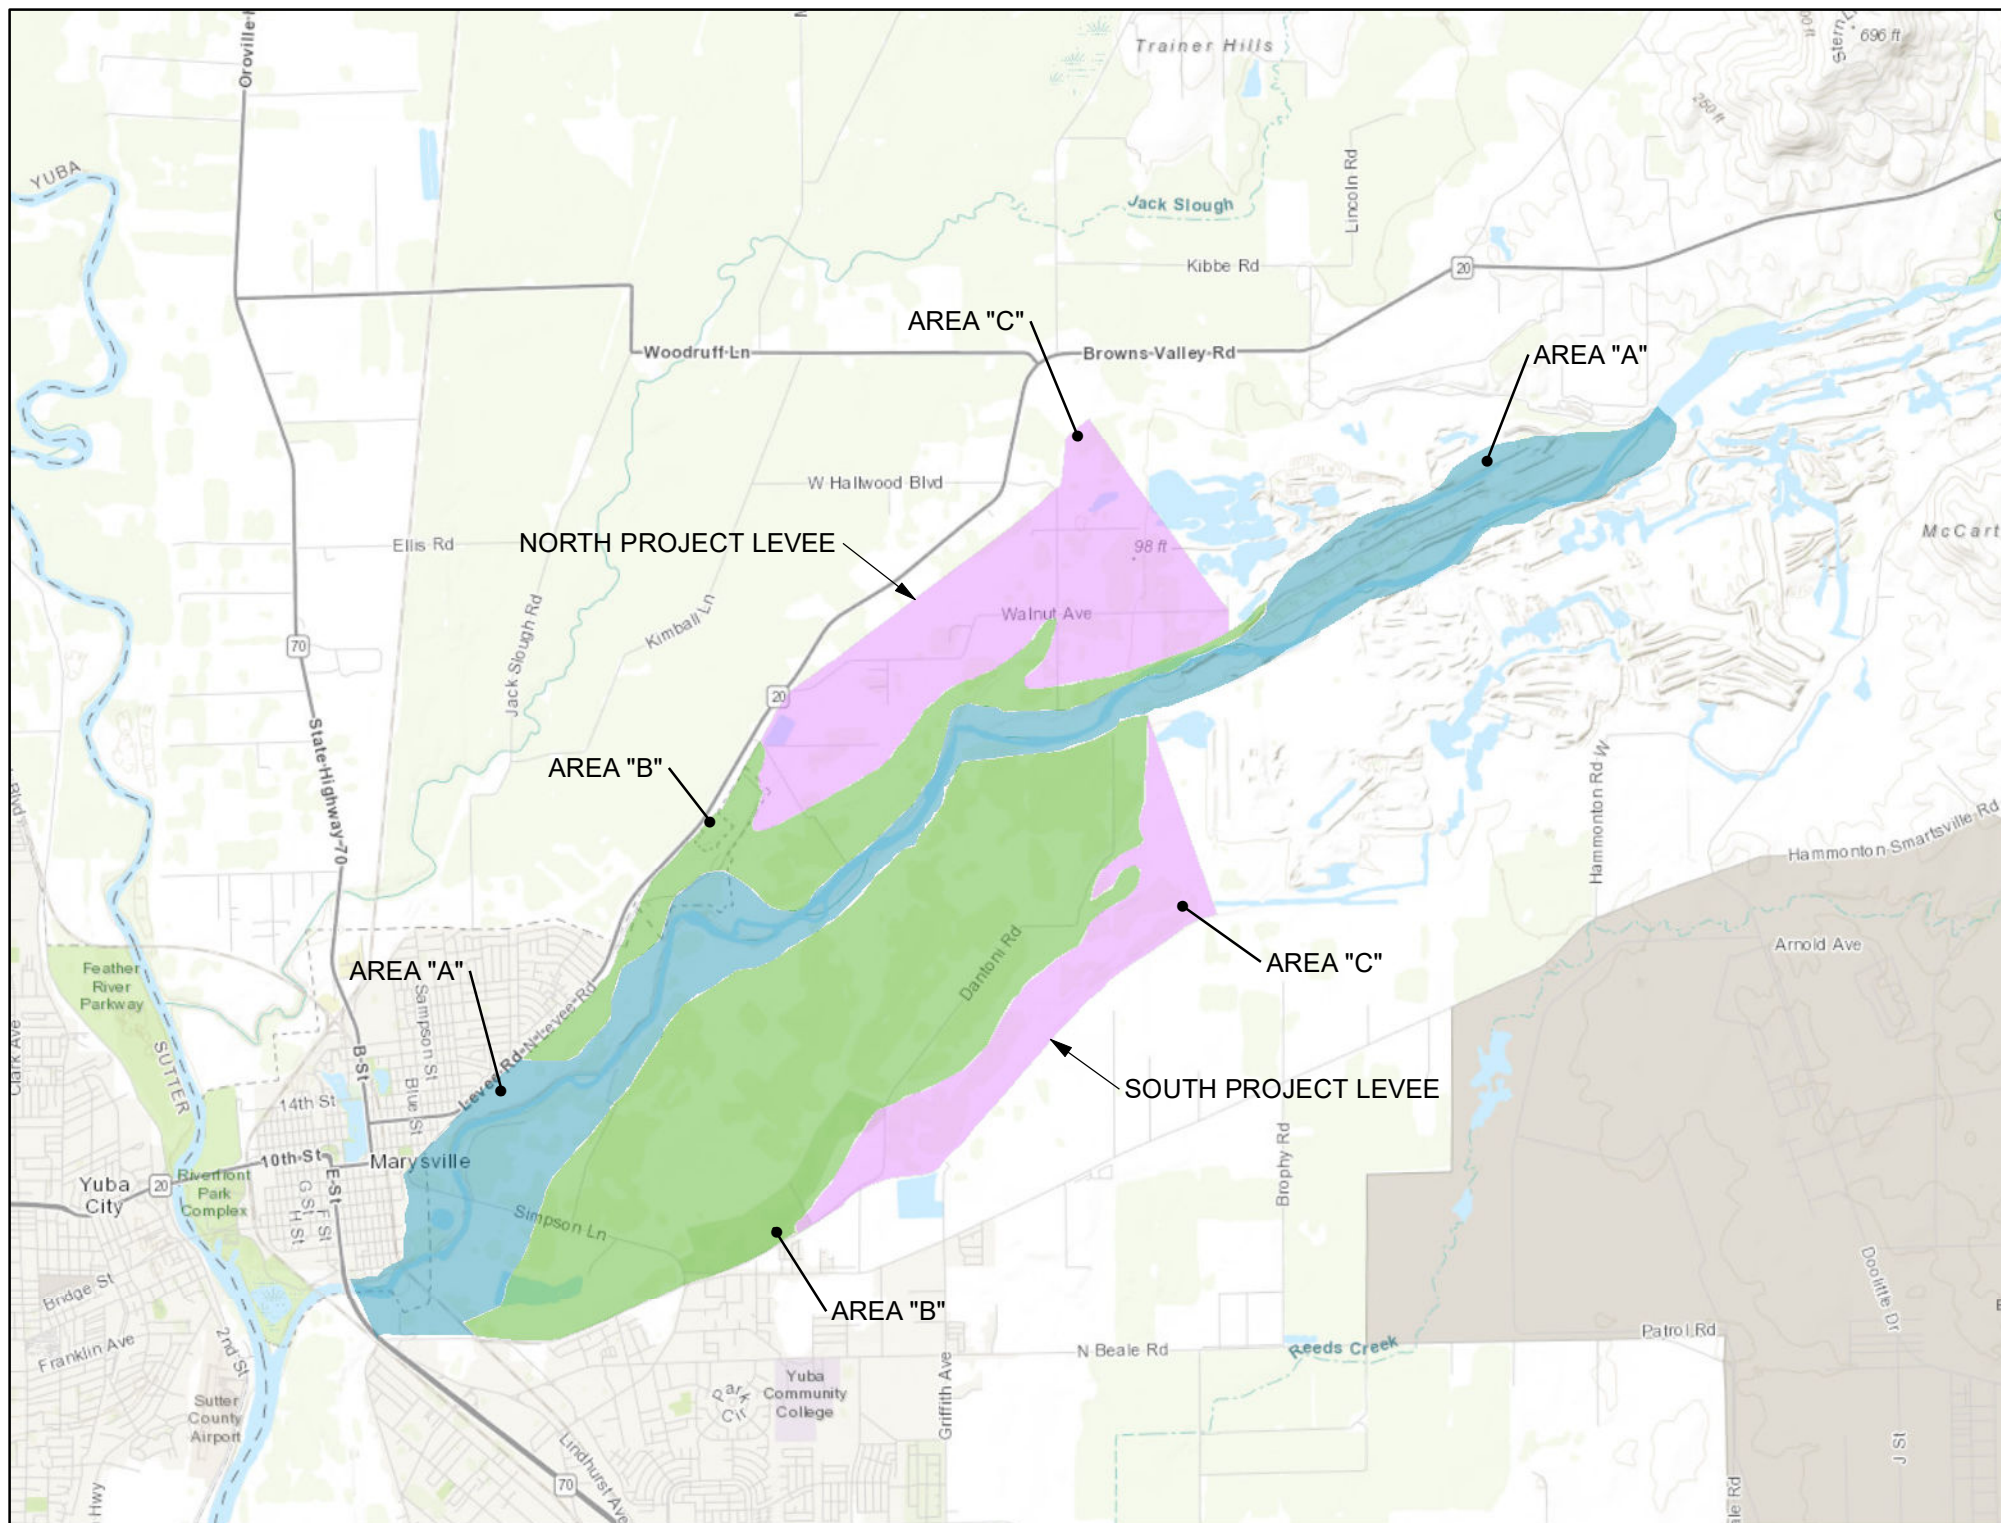 Trainer Hills
696 ft
250 ft
Oroville
YUBA
Jack Slough
Lincoln Rd
Kibbe Rd
20
AREA "C"
Woodruff Ln
Browns Valley Rd
AREA "A"
W Hallwood Blvd
NORTH PROJECT LEVEE
Ellis Rd
98 ft
McCart
Jack Slough Rd
Kimball Ln
Walnut Ave
70
20
State Highway 70
AREA "B"
Hammonton Rd W
Hammonton Smartsville Rd
Feather
River
Parkway
AREA "A"
Sampson St
N Levee Rd
Dantoni Rd
AREA "C"
Arnold Ave
Clark Ave
SUTTER
B St
Blue St
Levee Rd
14th St
SOUTH PROJECT LEVEE
10th St
Marysville
Yuba
City
20
Riverfront
Park
Complex
E St
G St
F St
H St
Simpson Ln
Brophy Rd
Bridge St
AREA "B"
Doolittle Dr
Franklin Ave
2nd St
N Beale Rd
Reeds Creek
Patrol Rd
Sutter
County
Airport
Park
Cir
Yuba
Community
College
Griffith Ave
J St
Hwy
Lindhurst Ave
70